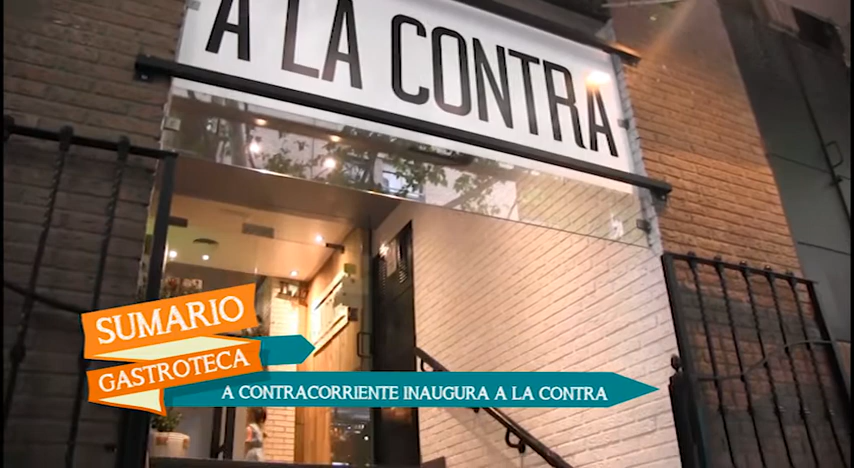 A LA CONTRA
SUMARIO
GASTROTECA
A CONTRACORRIENTE INAUGURA A LA CONTRA